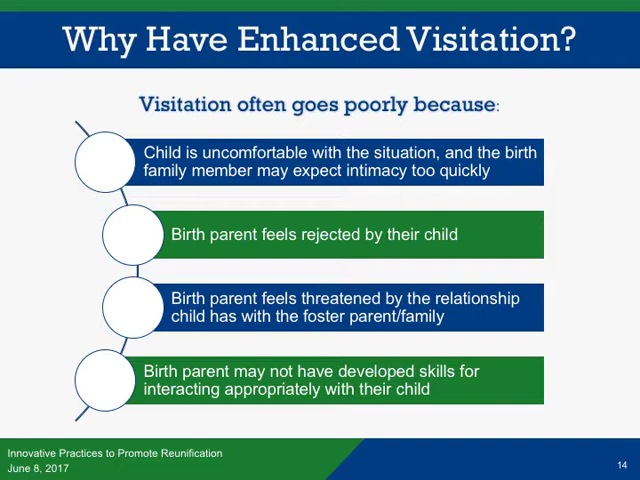 Why Have Enhanced Visitation?
Visitation often goes poorly because:
Child is uncomfortable with the situation, and the birth
family member may expect intimacy too quickly
Birth parent feels rejected by their child
Birth parent feels threatened by the relationship
child has with the foster parent/family
Birth parent may not have developed skills for
interacting appropriately with their child
Innovative Practices to Promote Reunification
June 8, 2017
14